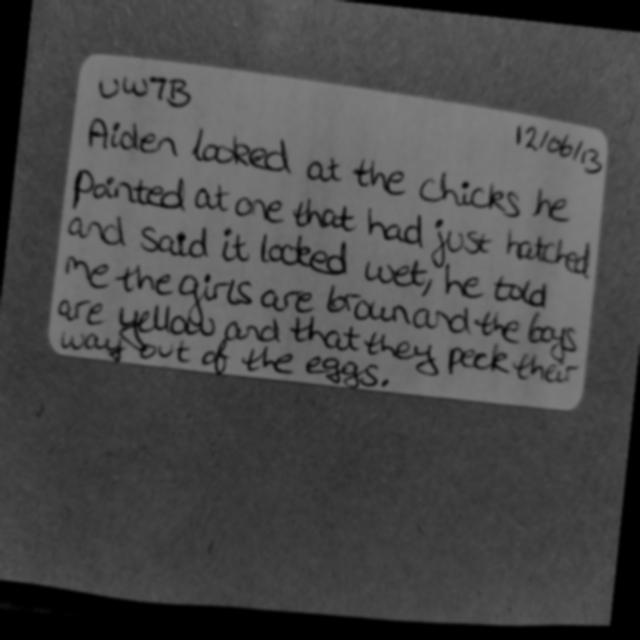 UWTB
12/06/13
Aiden looked at the chicks he
pointed at one that had just hatched
and said it looked wet, he told
me the girls are brown and the boys
are yellow and that they peck their
way out of the eggs.